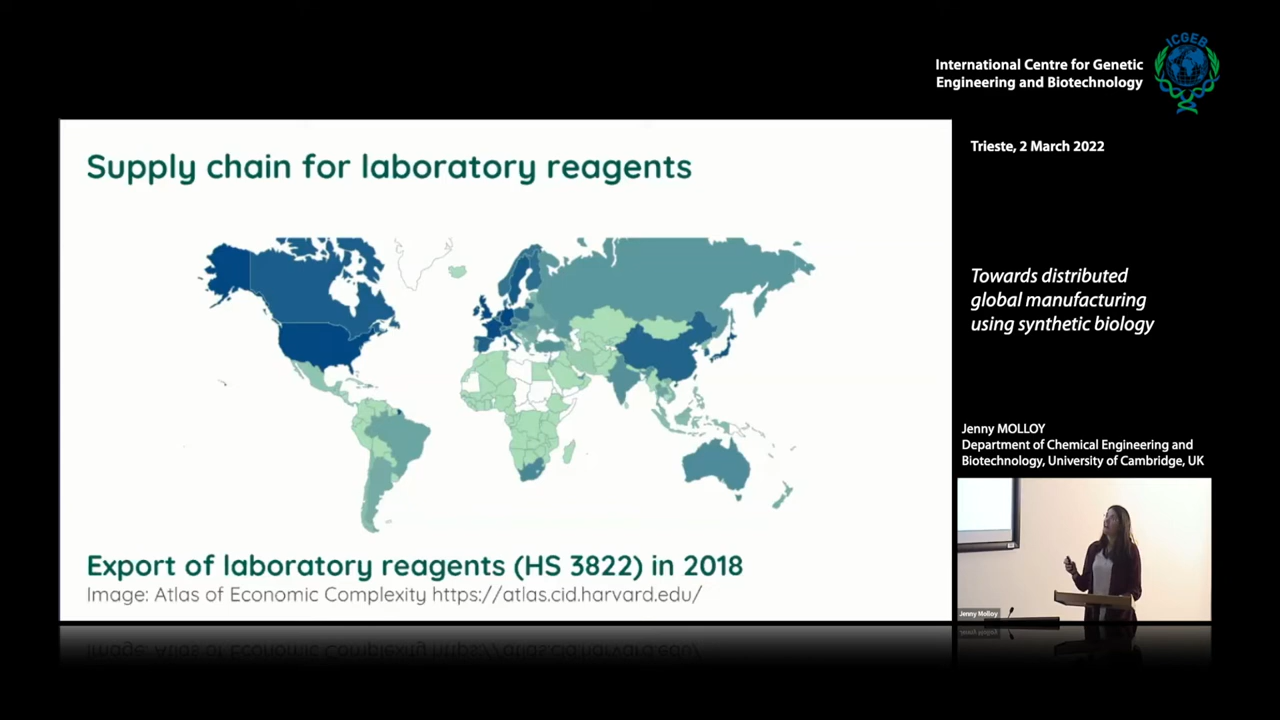 ICGEB
International Centre for Genetic
Engineering and Biotechnology
Trieste, 2 March 2022
Supply chain for laboratory reagents
Towards distributed
global manufacturing
using synthetic biology
Jenny MOLLOY
Department of Chemical Engineering and
Biotechnology, University of Cambridge, UK
Export of laboratory reagents (HS 3822) in 2018
Image: Atlas of Economic Complexity https://atlas.cid.harvard.edu/
Jenny Molloy